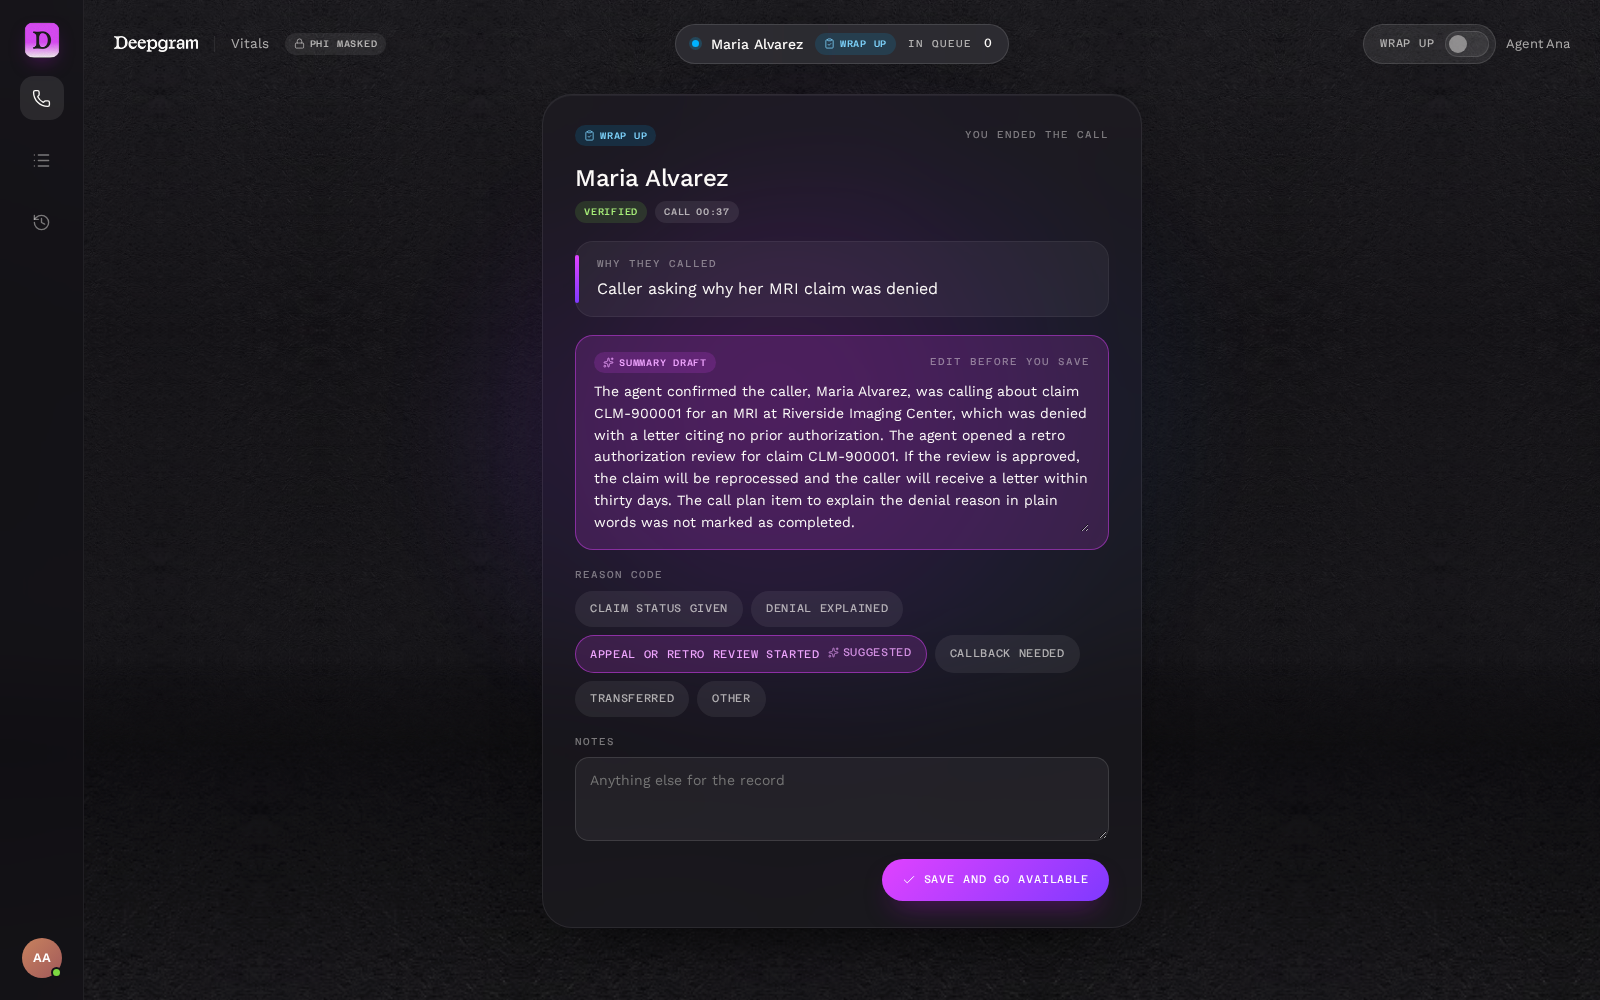 D
Deepgram
Vitals
PHI MASKED
Maria Alvarez
WRAP UP
IN QUEUE 0
WRAP UP
Agent Ana
WRAP UP
YOU ENDED THE CALL
Maria Alvarez
VERIFIED
CALL 00:37
WHY THEY CALLED
Caller asking why her MRI claim was denied
SUMMARY DRAFT
EDIT BEFORE YOU SAVE
The agent confirmed the caller, Maria Alvarez, was calling about claim
CLM-900001 for an MRI at Riverside Imaging Center, which was denied
with a letter citing no prior authorization. The agent opened a retro
authorization review for claim CLM-900001. If the review is approved,
the claim will be reprocessed and the caller will receive a letter within
thirty days. The call plan item to explain the denial reason in plain
words was not marked as completed.
REASON CODE
CLAIM STATUS GIVEN
DENIAL EXPLAINED
APPEAL OR RETRO REVIEW STARTED SUGGESTED
CALLBACK NEEDED
TRANSFERRED
OTHER
NOTES
Anything else for the record
SAVE AND GO AVAILABLE
AA